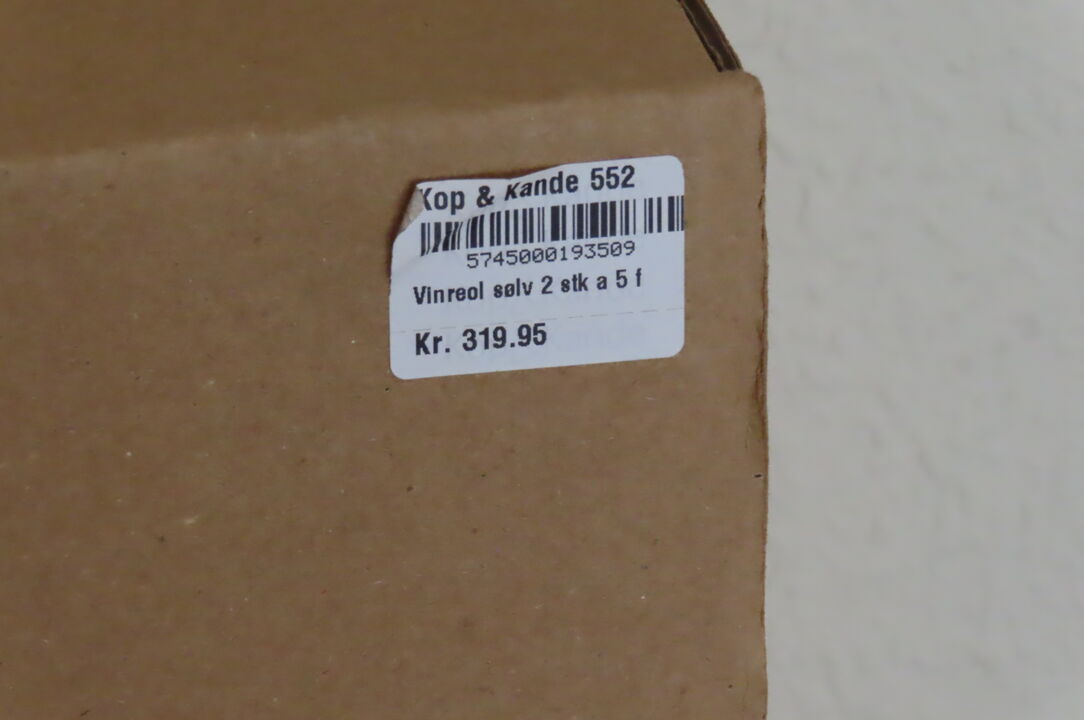 Kop & Kande 552
5745000193509
Vinreol sølv 2 stk a 5 f
Kr. 319.95